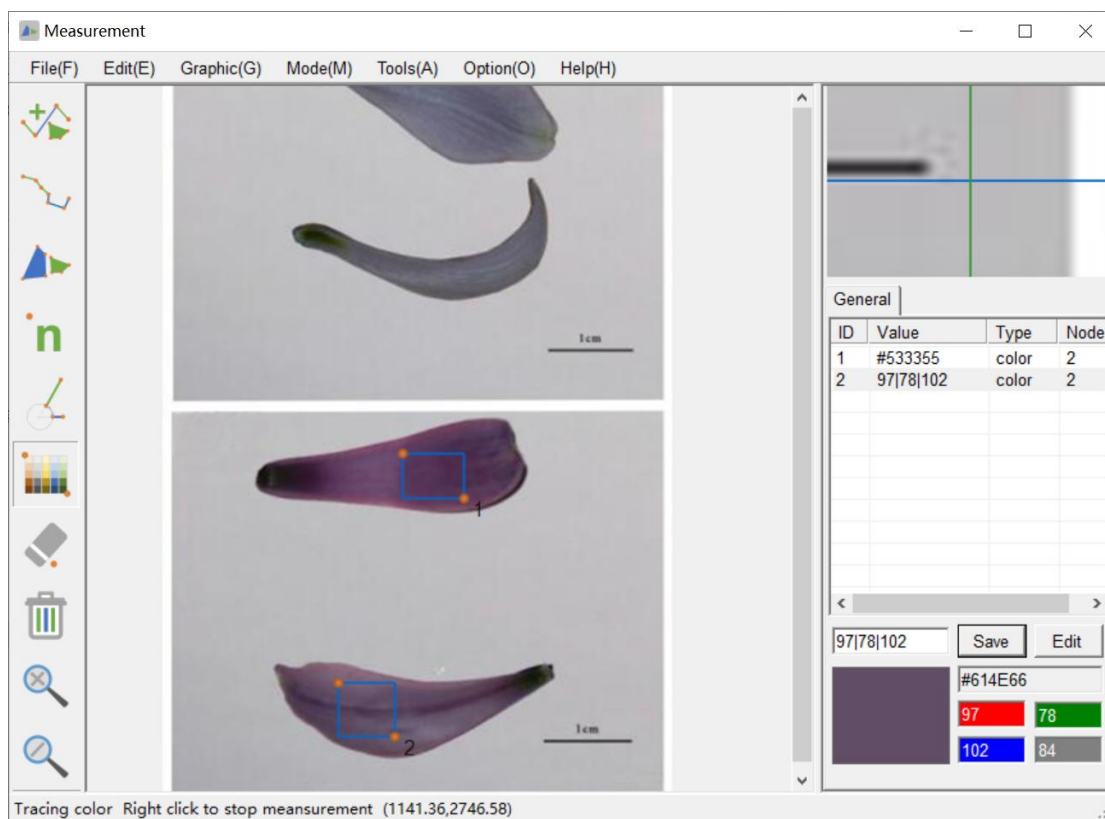 Measurement
File(F) Edit(E) Graphic(G) Mode(M) Tools(A) Option(O) Help(H)
n
1cm
1
2
1cm
General
ID Value Type Node
1 #533355 color 2
2 97|78|102 color 2
97|78|102 Save Edit
#614E66
97 78
102 84
Tracing color Right click to stop meansurement (1141.36,2746.58)